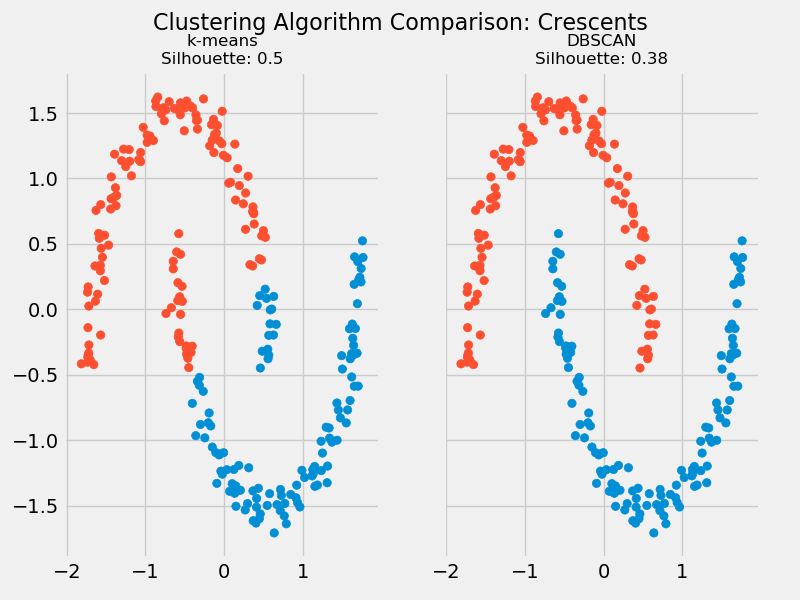 Clustering Algorithm Comparison: Crescents
k-means
Silhouette: 0.5
DBSCAN
Silhouette: 0.38
1.5
1.0
0.5
0.0
−0.5
−1.0
−1.5
−2 −1 0 1
−2 −1 0 1